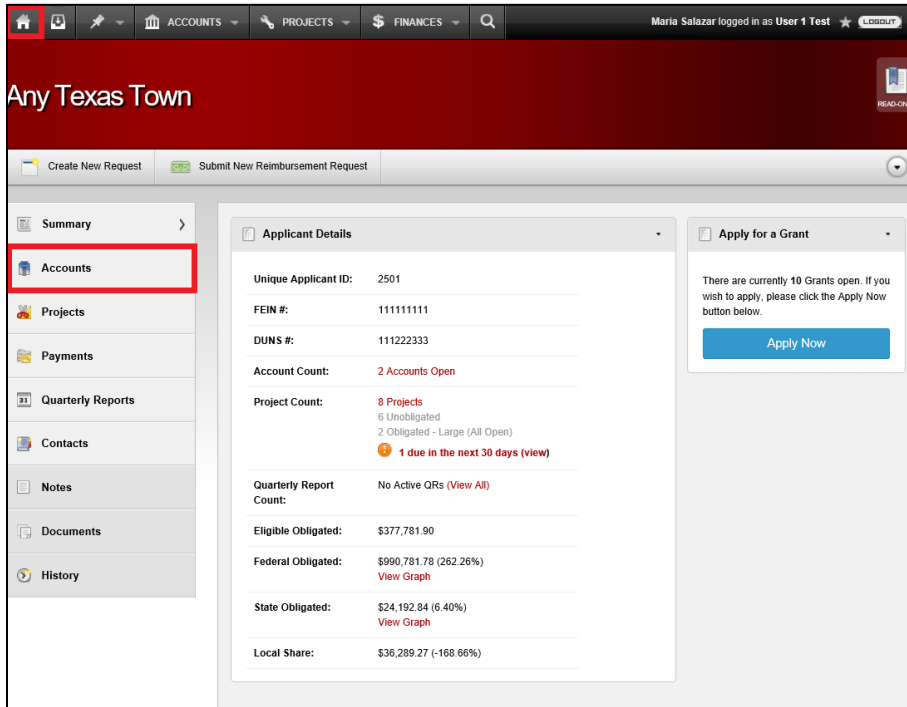 ACCOUNTS PROJECTS $ FINANCES Maria Salazar logged in as User 1 Test LOGOUT
Any Texas Town
Create New Request Submit New Reimbursement Request
Summary
Accounts
Projects
Payments
31 Quarterly Reports
Contacts
Notes
Documents
History
Applicant Details
Unique Applicant ID: 2501
FEIN #: 111111111
DUNS #: 111222333
Account Count: 2 Accounts Open
Project Count: 8 Projects
6 Unobligated
2 Obligated - Large (All Open)
1 due in the next 30 days (view)
Quarterly Report No Active QRs (View All)
Count:
Eligible Obligated: $377,781.90
Federal Obligated: $990,781.78 (262.26%)
View Graph
State Obligated: $24,192.84 (6.40%)
View Graph
Local Share: $36,289.27 (-168.66%)
Apply for a Grant
There are currently 10 Grants open. If you
wish to apply, please click the Apply Now
button below.
Apply Now